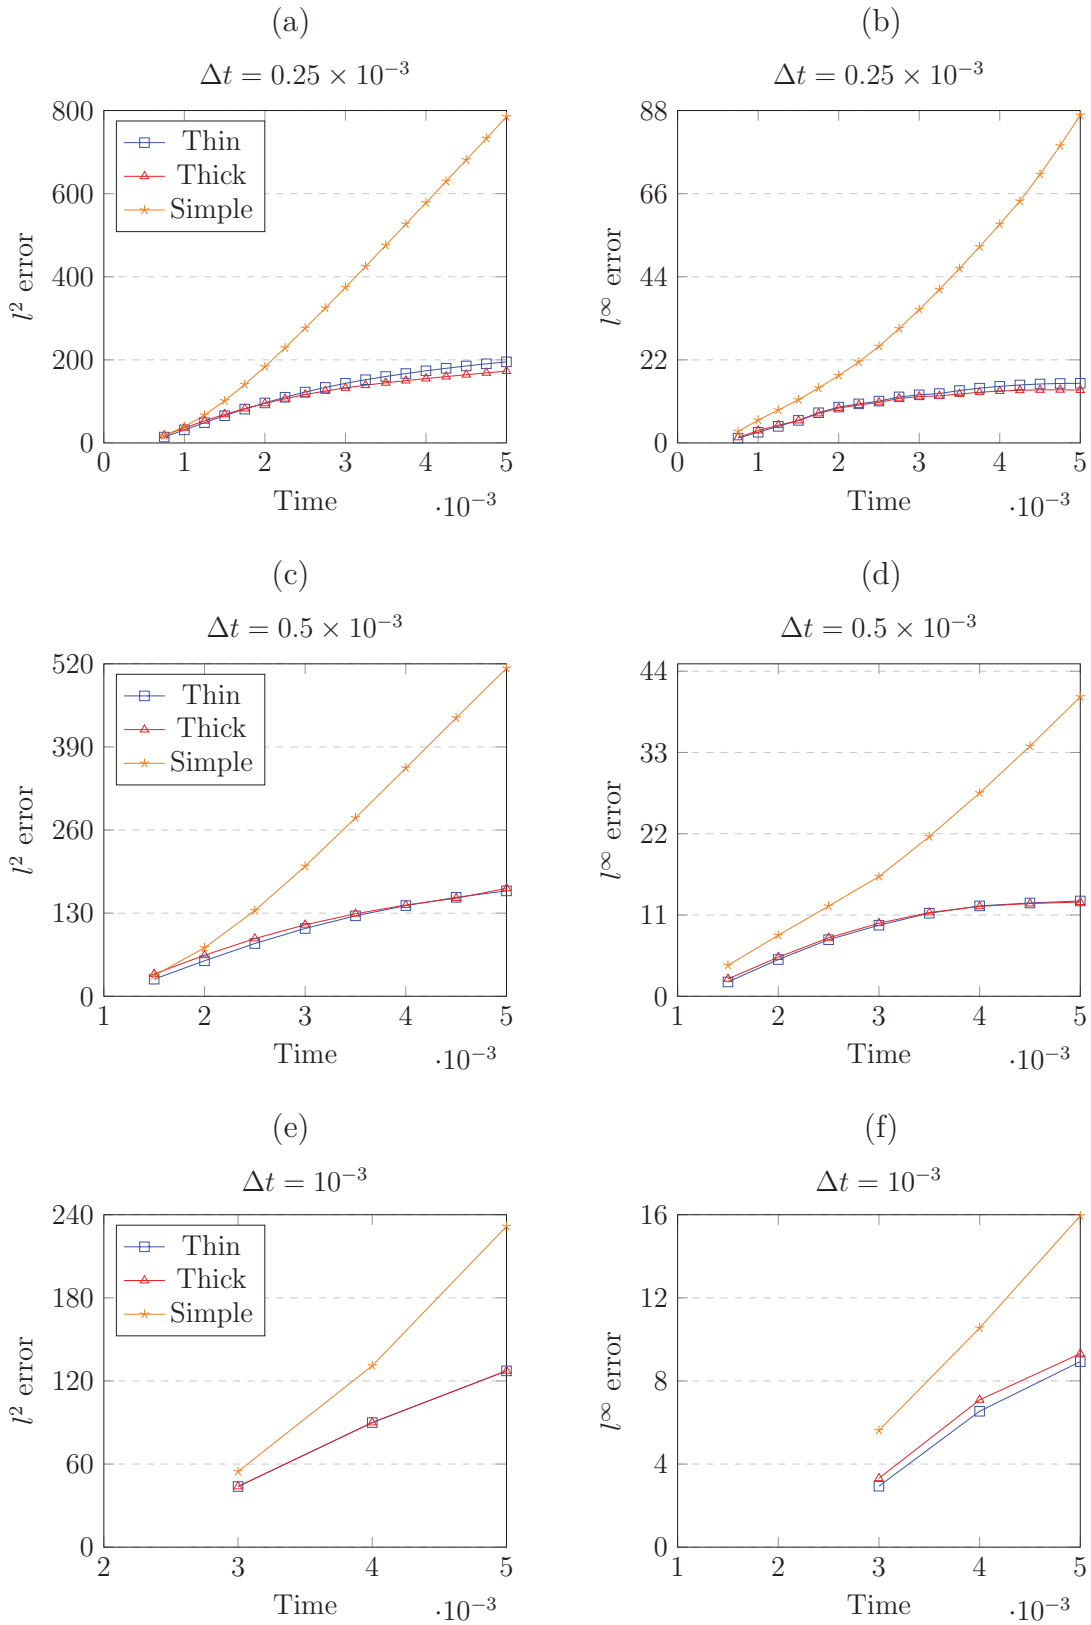 (a)
Δt = 0.25 × 10⁻³
800
600
400
200
0
l² error
Thin
Thick
Simple
0 1 2 3 4 5
Time
·10⁻³
(b)
Δt = 0.25 × 10⁻³
88
66
44
22
0
l∞ error
0 1 2 3 4 5
Time
·10⁻³
(c)
Δt = 0.5 × 10⁻³
520
390
260
130
0
l² error
Thin
Thick
Simple
1 2 3 4 5
Time
·10⁻³
(d)
Δt = 0.5 × 10⁻³
44
33
22
11
0
l∞ error
1 2 3 4 5
Time
·10⁻³
(e)
Δt = 10⁻³
240
180
120
60
0
l² error
Thin
Thick
Simple
2 3 4 5
Time
·10⁻³
(f)
Δt = 10⁻³
16
12
8
4
0
l∞ error
1 2 3 4 5
Time
·10⁻³